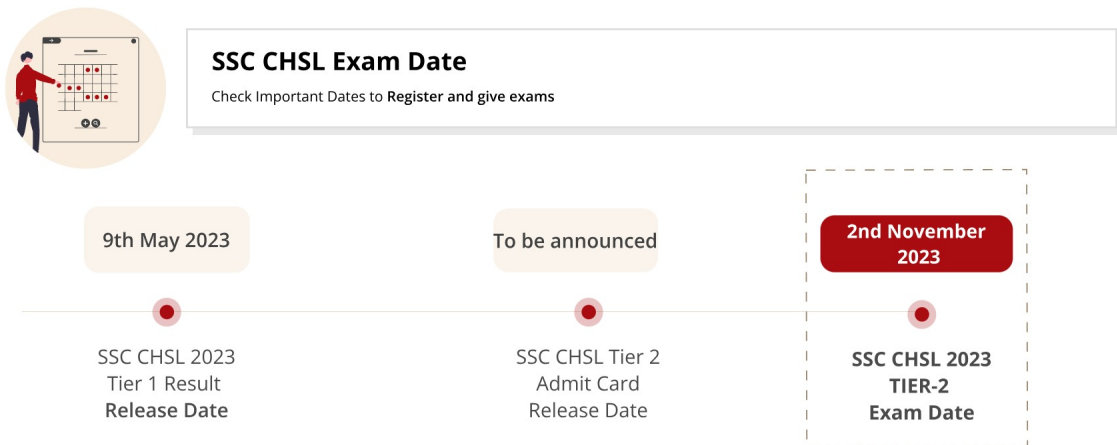 SSC CHSL Exam Date
Check Important Dates to Register and give exams
9th May 2023
To be announced
2nd November
2023
SSC CHSL 2023
Tier 1 Result
Release Date
SSC CHSL Tier 2
Admit Card
Release Date
SSC CHSL 2023
TIER-2
Exam Date